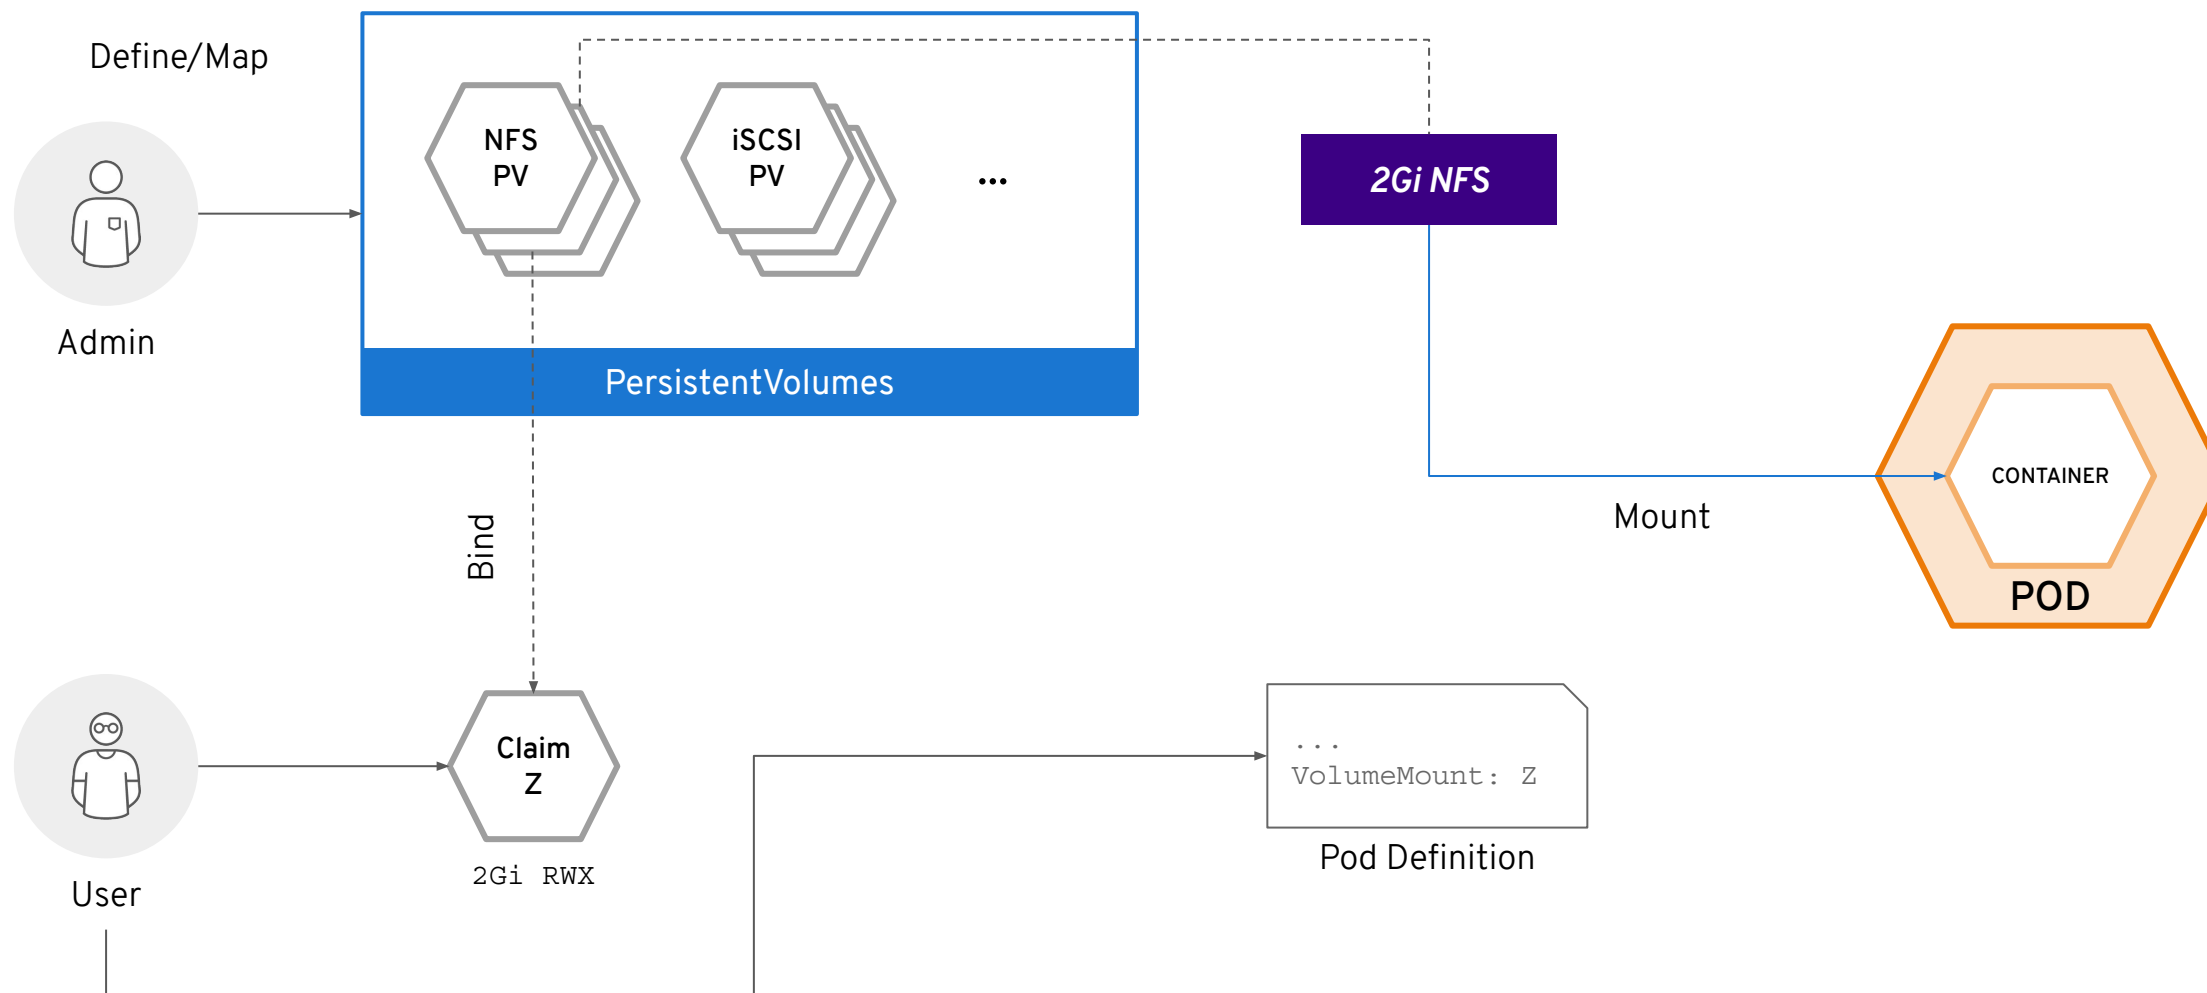 Define/Map
NFS
PV
iSCSI
PV
...
2Gi NFS
Admin
PersistentVolumes
CONTAINER
Mount
POD
Bind
Claim
Z
...
VolumeMount: Z
2Gi RWX
Pod Definition
User